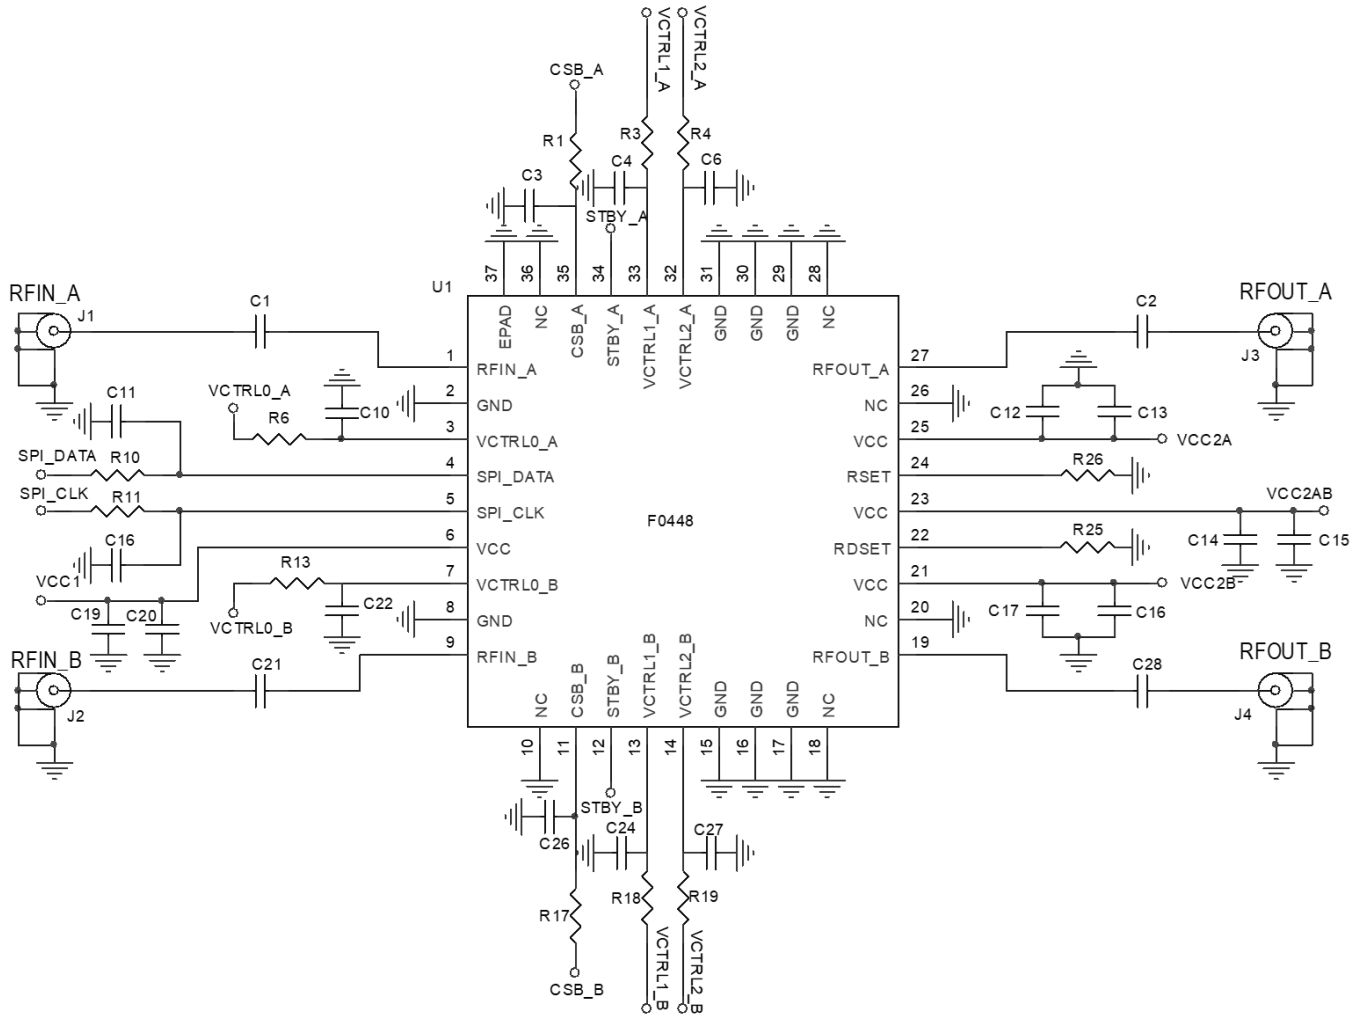 VCTRL1_A
VCTRL2_A
CSB_A
R1
R3
R4
C3
C4
C6
STBY_A
37
36
35
34
33
32
31
30
29
28
U1
EPAD
NC
CSB_A
STBY_A
VCTRL1_A
VCTRL2_A
GND
GND
GND
NC
RFIN_A
J1
C1
C2
RFOUT_A
J3
1
RFIN_A
RFOUT_A
27
2
GND
NC
26
C11
VCTRL0_A
R6
C10
C12
C13
3
VCTRL0_A
VCC
25
VCC2A
SPI_DATA
R10
4
SPI_DATA
RSET
24
R26
SPI_CLK
R11
5
SPI_CLK
VCC
23
VCC2AB
F0448
C16
6
VCC
RDSET
22
R25
C14
C15
VCC1
R13
7
VCTRL0_B
VCC
21
VCC2B
C19
C20
C22
VCTRL0_B
8
GND
NC
20
C17
C16
9
RFIN_B
RFOUT_B
19
RFIN_B
J2
C21
C28
RFOUT_B
J4
NC
CSB_B
STBY_B
VCTRL1_B
VCTRL2_B
GND
GND
GND
NC
10
11
12
13
14
15
16
17
18
STBY_B
C26
C24
C27
R17
R18
R19
CSB_B
VCTRL1_B
VCTRL2_B